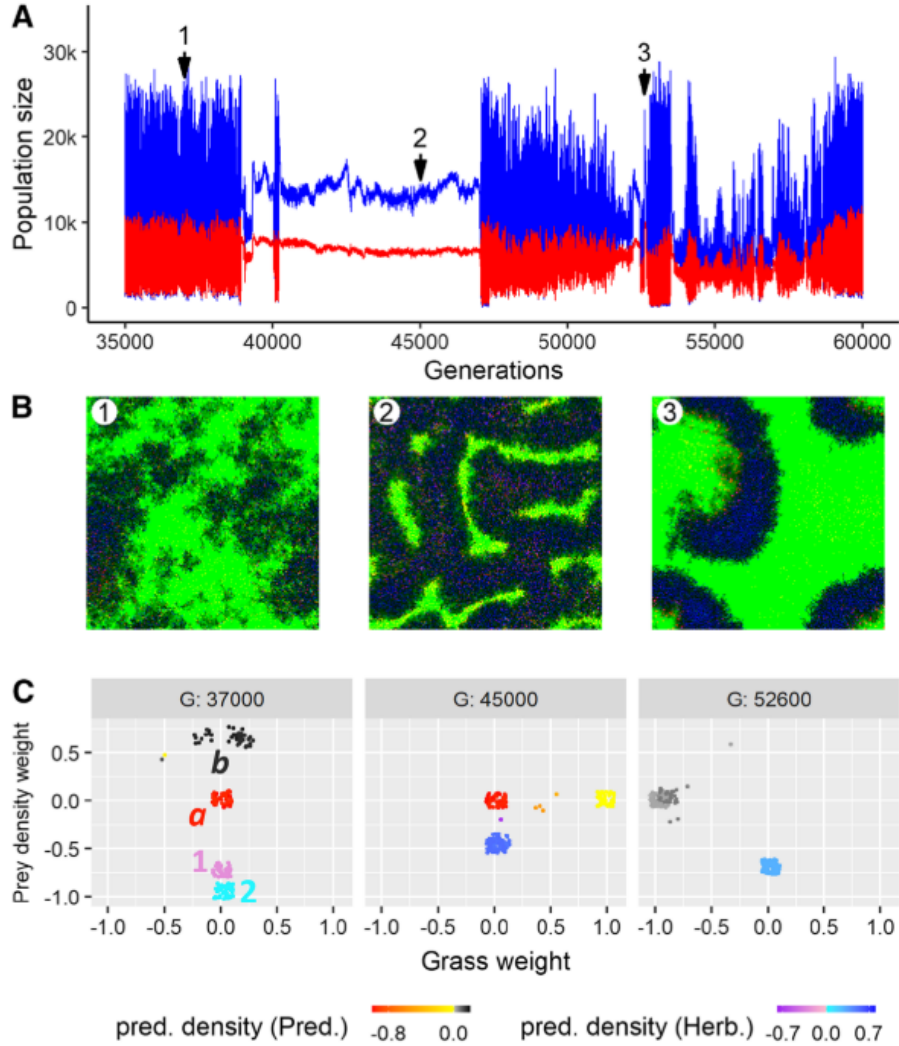 A
Population size
30k
20k
10k
0
1
2
3
35000 40000 45000 50000 55000 60000
Generations
B
1 2 3
C
G: 37000 G: 45000 G: 52600
Prey density weight
0.5
0.0
-0.5
-1.0
b
a
1
2
-1.0 -0.5 0.0 0.5 1.0 -1.0 -0.5 0.0 0.5 1.0 -1.0 -0.5 0.0 0.5 1.0
Grass weight
pred. density (Pred.) -0.8 0.0 pred. density (Herb.) -0.7 0.0 0.7